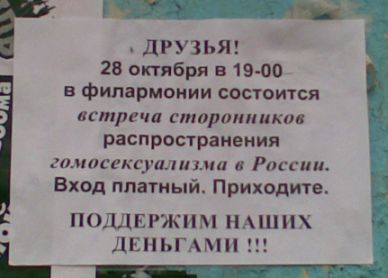 ДРУЗЬЯ!
28 октября в 19-00
в филармонии состоится
встреча сторонников
распространения
гомосексуализма в России.
Вход платный. Приходите.
ПОДДЕРЖИМ НАШИХ
ДЕНЬГАМИ !!!